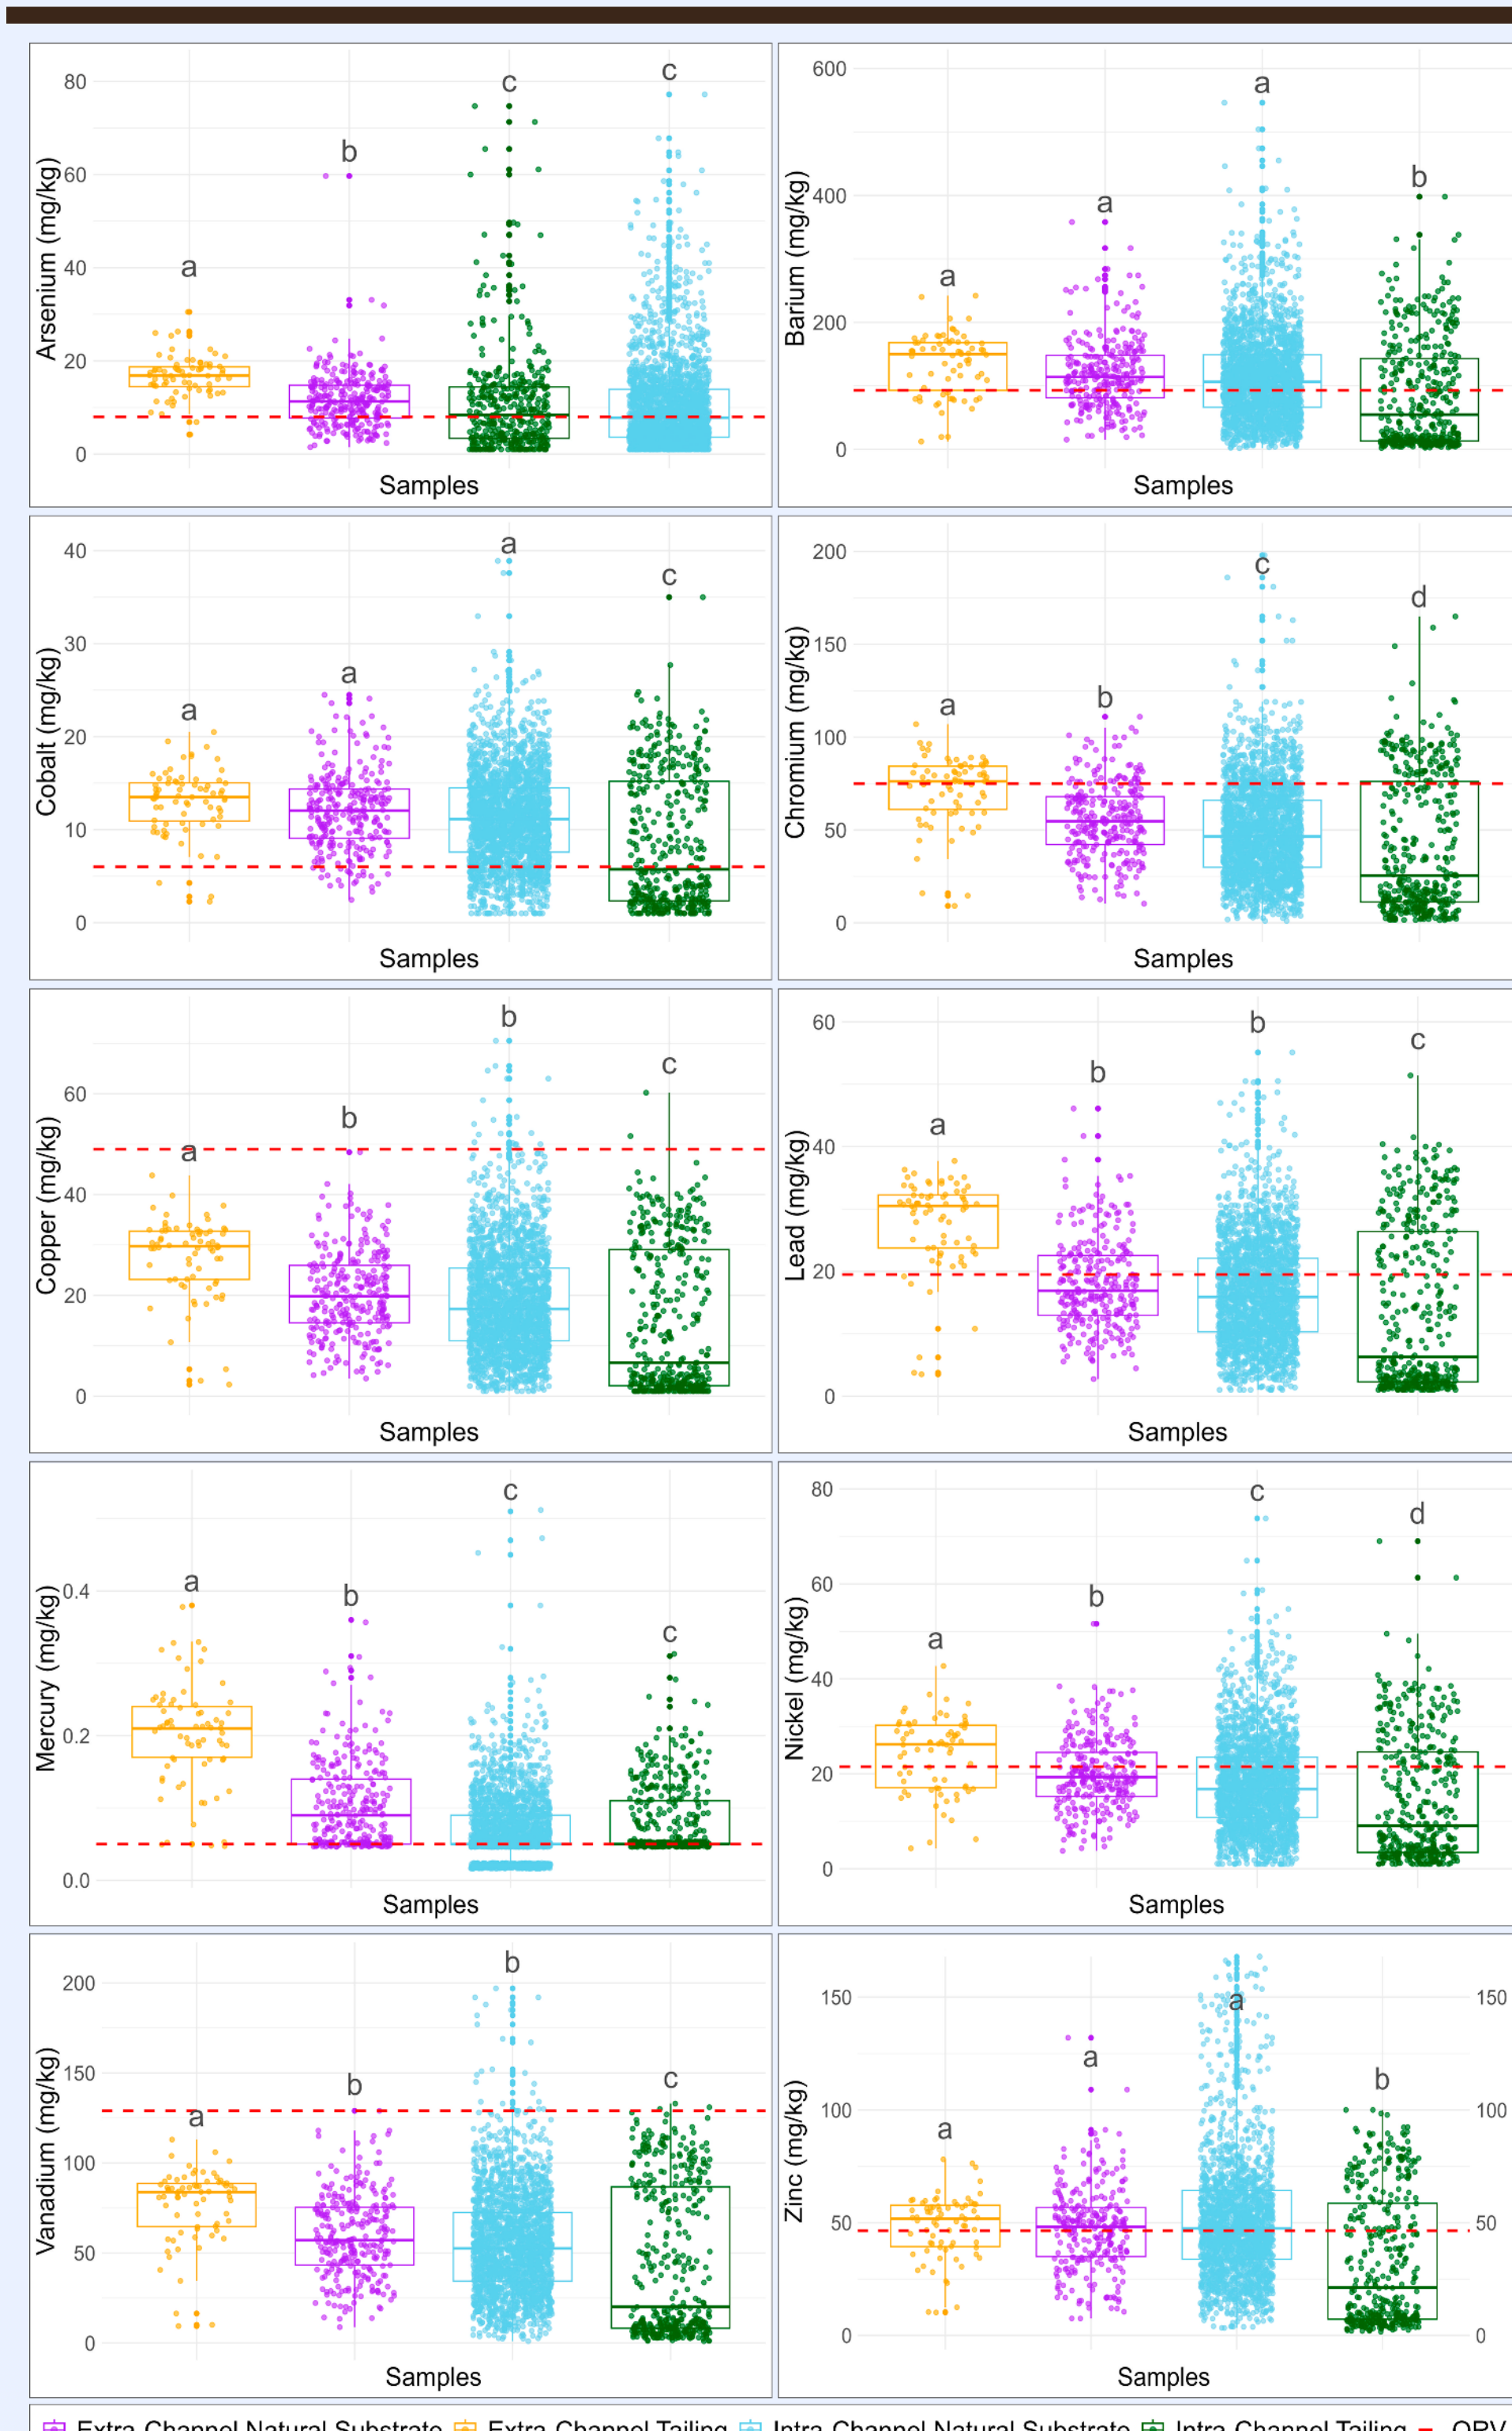 80
60
40
20
0
Arsenium (mg/kg)
a
b
c
c
Samples
600
400
200
0
Barium (mg/kg)
a
a
a
b
Samples
40
30
20
10
0
Cobalt (mg/kg)
a
a
a
c
Samples
200
150
100
50
0
Chromium (mg/kg)
a
b
c
d
Samples
60
40
20
0
Copper (mg/kg)
a
b
b
c
Samples
60
40
20
0
Lead (mg/kg)
a
b
b
c
Samples
0.4
0.2
0.0
Mercury (mg/kg)
a
b
c
c
Samples
80
60
40
20
0
Nickel (mg/kg)
a
b
c
d
Samples
200
150
100
50
0
Vanadium (mg/kg)
a
b
b
c
Samples
150
100
50
0
Zinc (mg/kg)
a
a
a
b
150
100
50
0
Samples
Extra-Channel Natural Substrate Extra-Channel Tailing Intra-Channel Natural Substrate Intra-Channel Tailing QRV